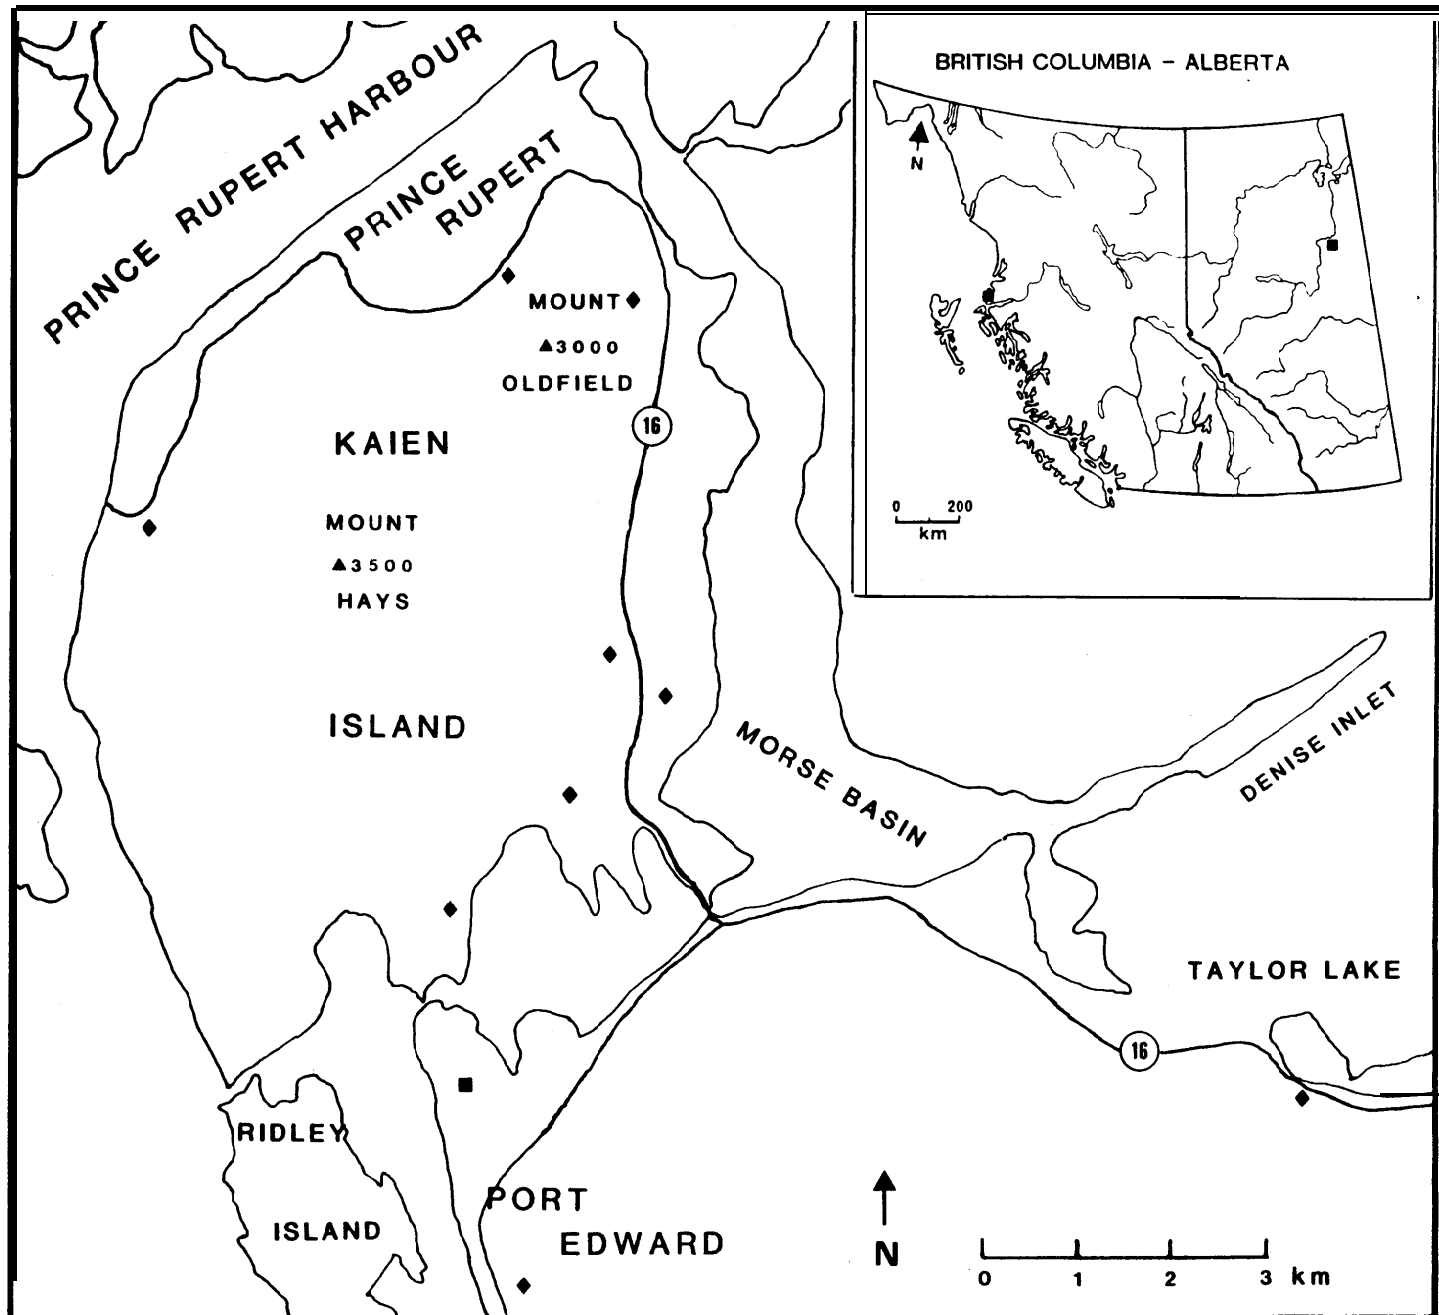 PRINCE RUPERT HARBOUR
PRINCE
RUPERT
BRITISH COLUMBIA - ALBERTA
N
0 200
km
MOUNT
3000
OLDFIELD
16
KAIEN
MOUNT
3500
HAYS
ISLAND
MORSE BASIN
DENISE INLET
TAYLOR LAKE
16
RIDLEY
ISLAND
PORT
EDWARD
N
0 1 2 3 km